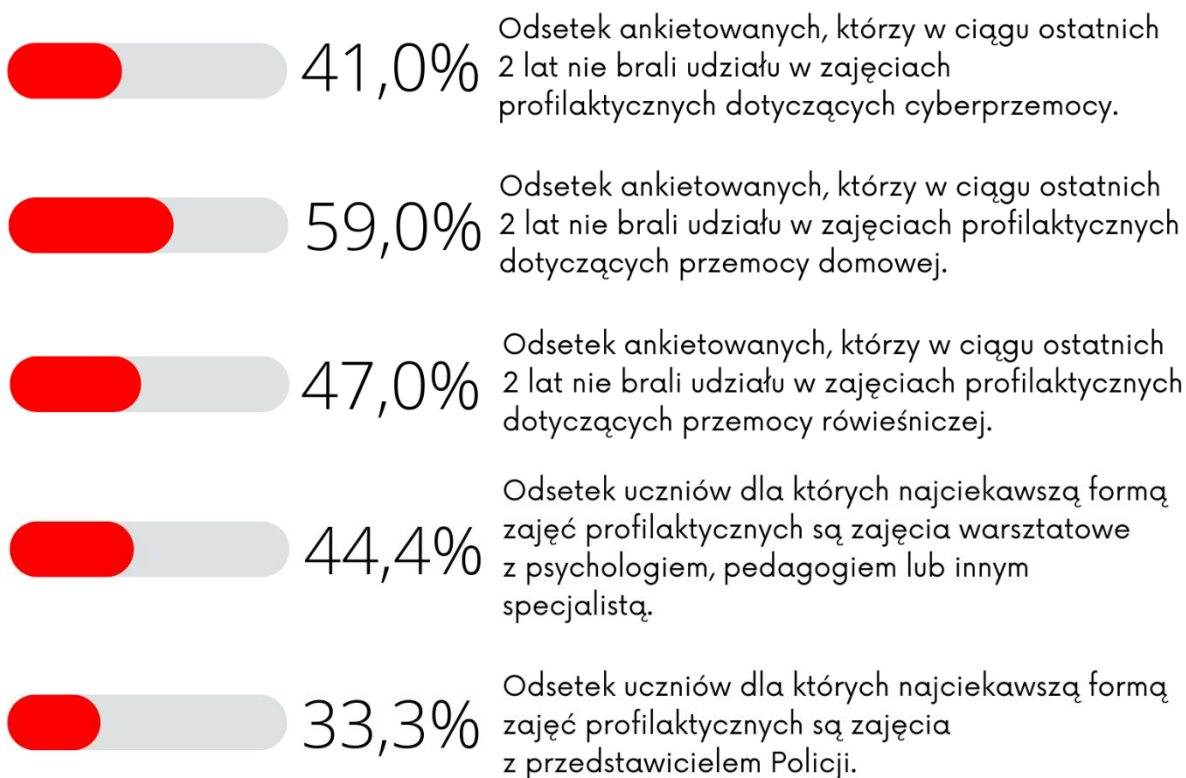 41,0%
Odsetek ankietowanych, którzy w ciągu ostatnich
2 lat nie brali udziału w zajęciach
profilaktycznych dotyczących cyberprzemocy.
59,0%
Odsetek ankietowanych, którzy w ciągu ostatnich
2 lat nie brali udziału w zajęciach profilaktycznych
dotyczących przemocy domowej.
47,0%
Odsetek ankietowanych, którzy w ciągu ostatnich
2 lat nie brali udziału w zajęciach profilaktycznych
dotyczących przemocy rówieśniczej.
44,4%
Odsetek uczniów dla których najciekawszą formą
zajęć profilaktycznych są zajęcia warsztatowe
z psychologiem, pedagogiem lub innym
specjalistą.
33,3%
Odsetek uczniów dla których najciekawszą formą
zajęć profilaktycznych są zajęcia
z przedstawicielem Policji.